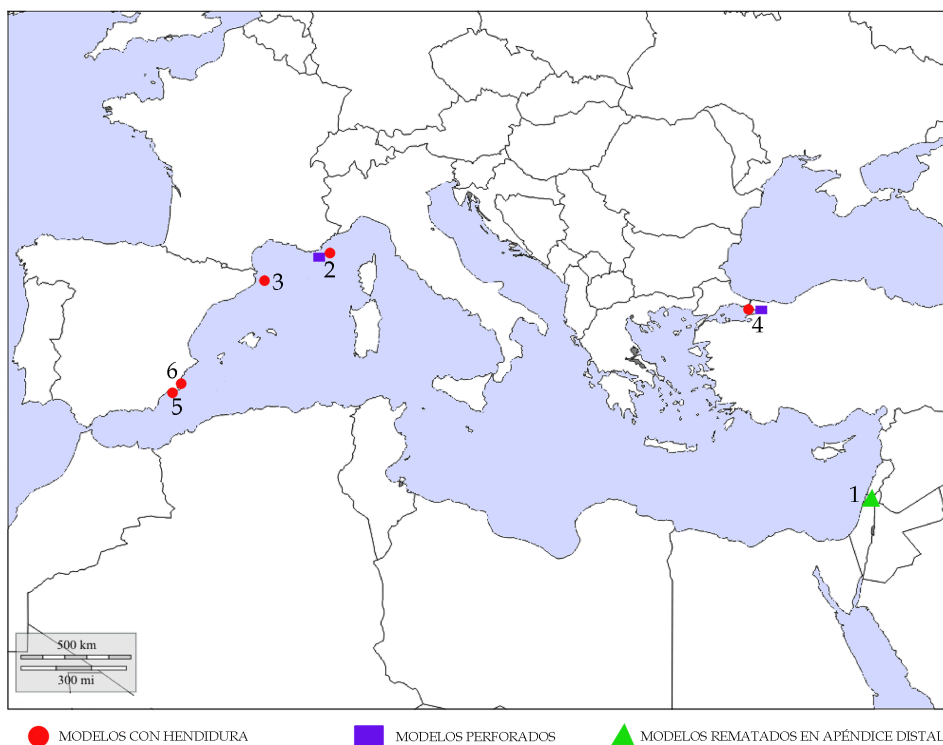 2
3
4
6
5
1
500 km
300 mi
MODELOS CON HENDIDURA
MODELOS PERFORADOS
MODELOS REMATADOS EN APÉNDICE DISTAL